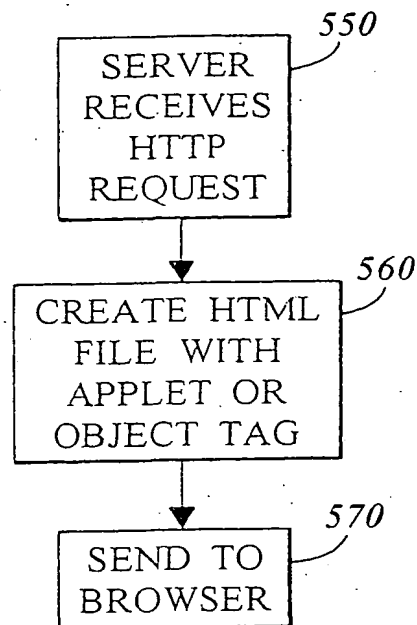 550
SERVER
RECEIVES
HTTP
REQUEST
560
CREATE HTML
FILE WITH
APPLET OR
OBJECT TAG
570
SEND TO
BROWSER